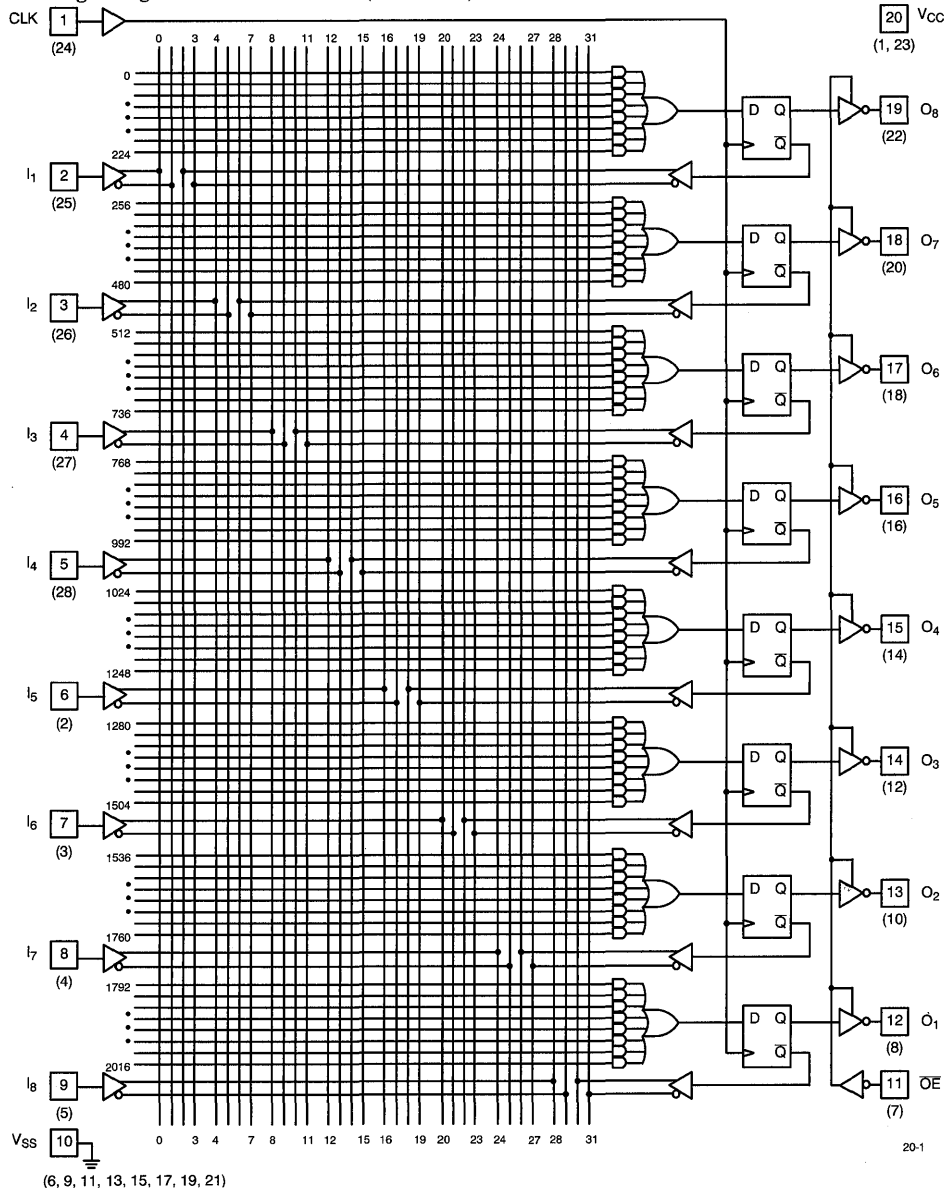 CLK 1 20 VCC
(24) (1, 23)
0 3 4 7 8 11 12 15 16 19 20 23 24 27 28 31
0
D Q 19 O8
Q (22)
224
I1 2
(25)
256
D Q 18 O7
Q (20)
480
I2 3
(26)
512
D Q 17 O6
Q (18)
736
I3 4
(27)
768
D Q 16 O5
Q (16)
992
I4 5
(28)
1024
D Q 15 O4
Q (14)
1248
I5 6
(2)
1280
D Q 14 O3
Q (12)
1504
I6 7
(3)
1536
D Q 13 O2
Q (10)
1760
I7 8
(4)
1792
D Q 12 O1
Q (8)
2016
I8 9 11 OE
(5) (7)
VSS 10 0 3 4 7 8 11 12 15 16 19 20 23 24 27 28 31
20-1
(6, 9, 11, 13, 15, 17, 19, 21)